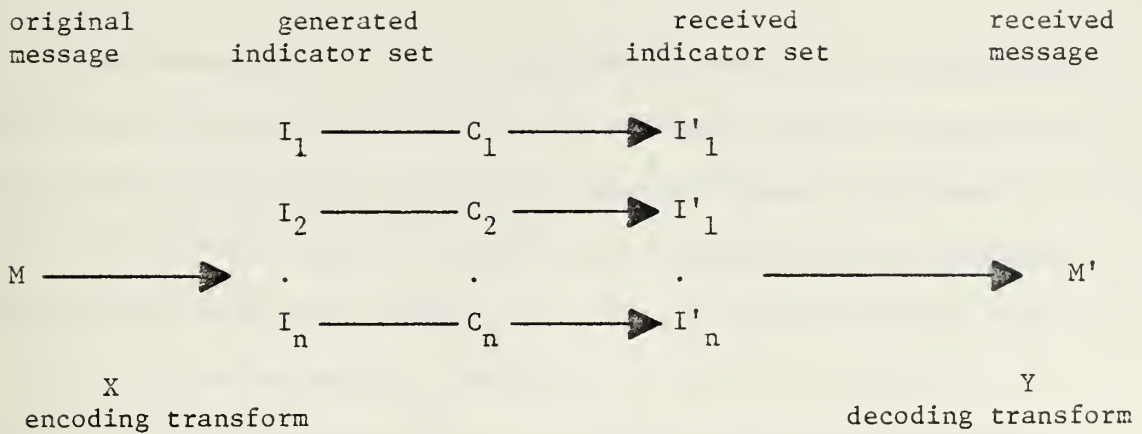 original generated received received
message indicator set indicator set message
I₁ C₁ I'₁
I₂ C₂ I'₁
M . . . M'
Iₙ Cₙ I'ₙ
X Y
encoding transform decoding transform